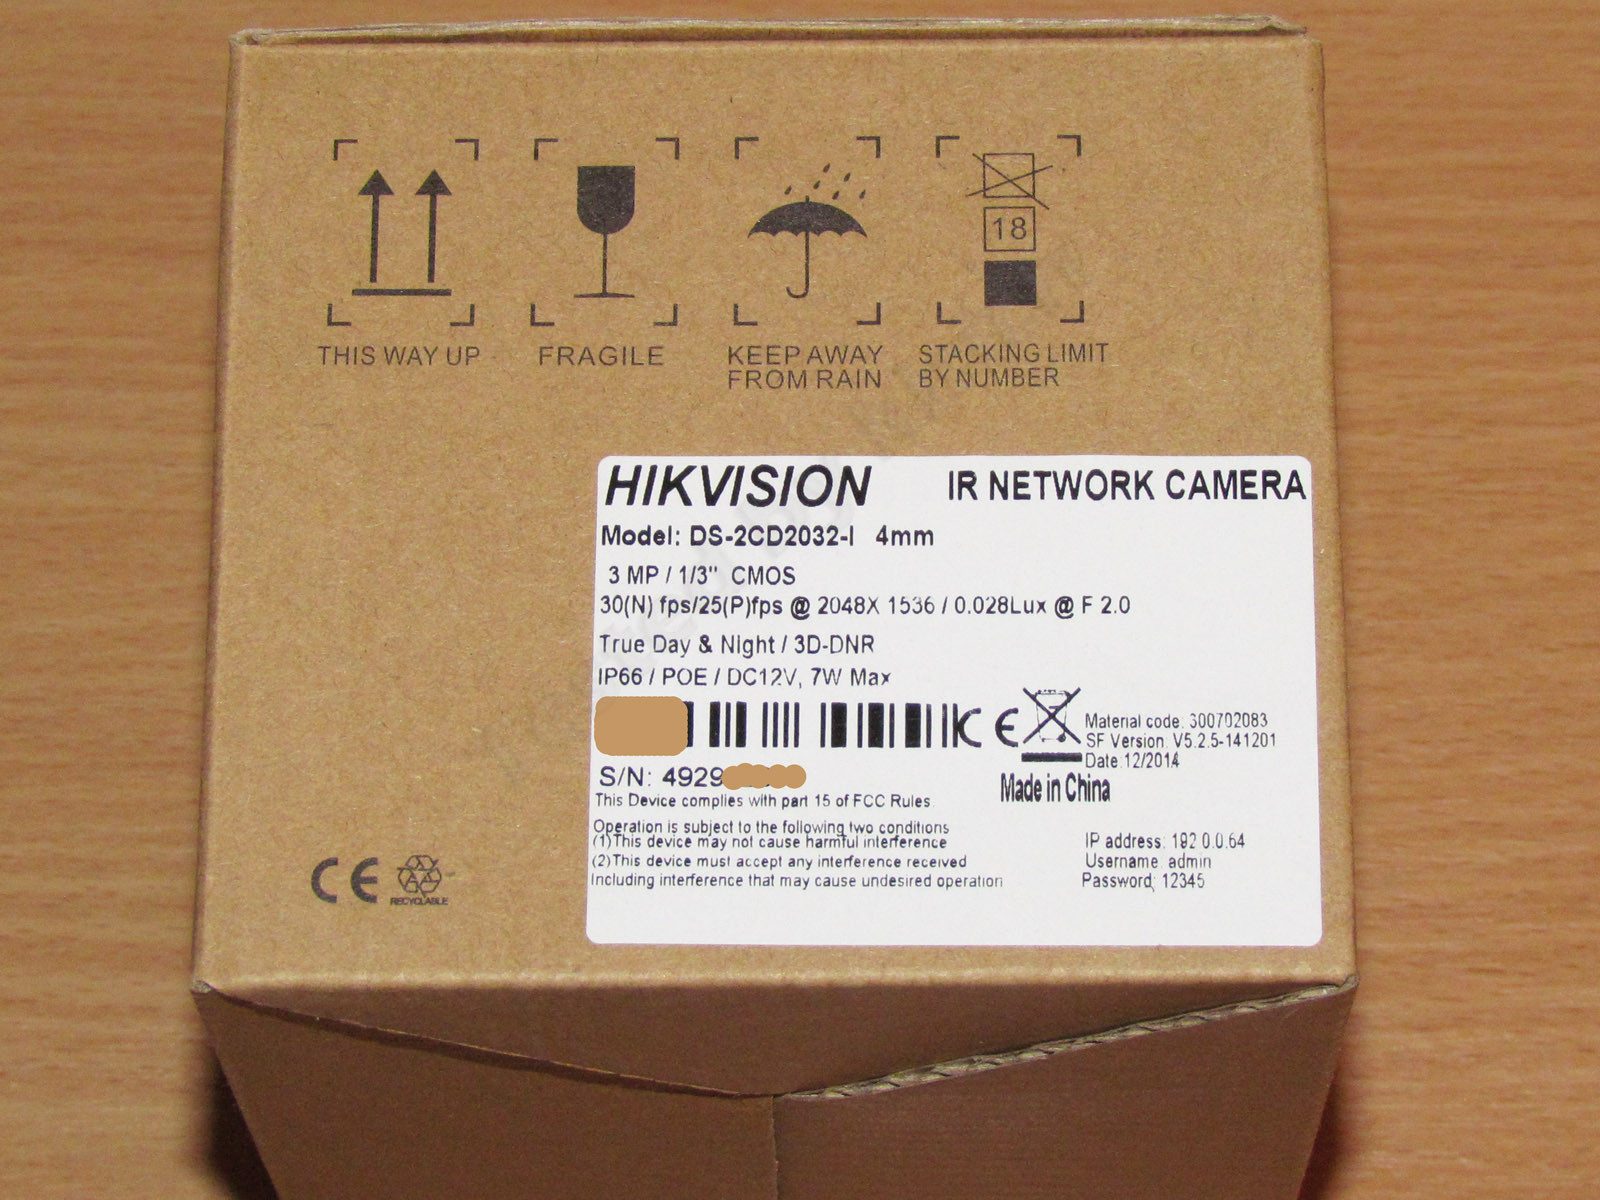 18
THIS WAY UP
FRAGILE
KEEP AWAY
FROM RAIN
STACKING LIMIT
BY NUMBER
HIKVISION IR NETWORK CAMERA
Model: DS-2CD2032-I 4mm
3 MP / 1/3" CMOS
30(N) fps/25(P)fps @ 2048X 1536 / 0.028Lux @ F 2.0
True Day & Night / 3D-DNR
IP66 / POE / DC12V, 7W Max
CE
Material code: 300702083
SF Version: V5.2.5-141201
Date:12/2014
Made in China
S/N: 4929
This Device complies with part 15 of FCC Rules.
Operation is subject to the following two conditions
(1)This device may not cause harmful interference
(2)This device must accept any interference received
Including interference that may cause undesired operation
IP address: 192.0.0.64
Username: admin
Password: 12345
CE
RECYCLABLE